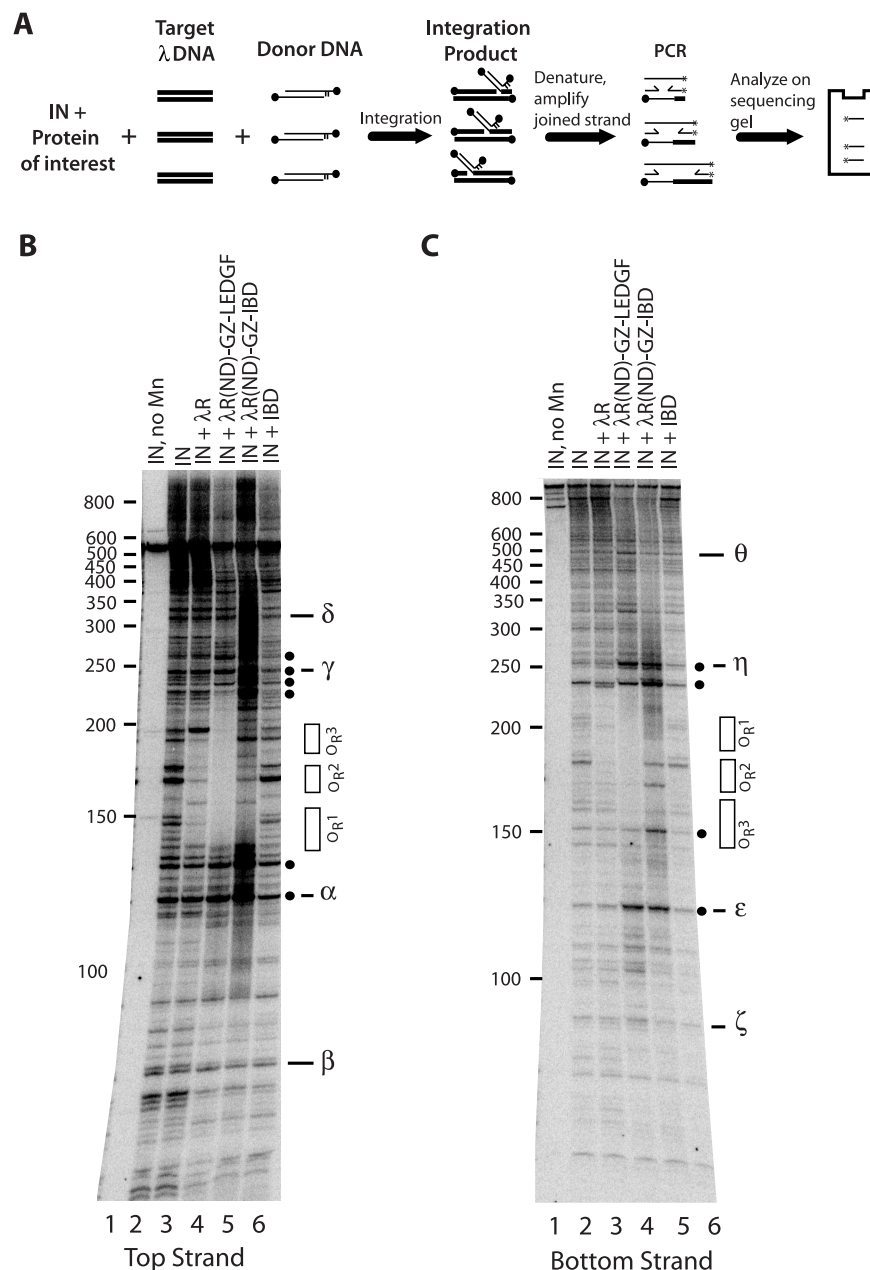 A
Target
λ DNA
Donor DNA
Integration
Product
PCR
IN +
Protein
of interest
+
+
Integration
Denature,
amplify
joined strand
Analyze on
sequencing
gel
B
IN, no Mn
IN
IN + λR
IN + λR(ND)-GZ-LEDGF
IN + λR(ND)-GZ-IBD
IN + IBD
800
600
500
450
400
350
300
250
200
150
100
δ
γ
OR3
OR2
OR1
α
β
1 2 3 4 5 6
Top Strand
C
IN, no Mn
IN
IN + λR
IN + λR(ND)-GZ-LEDGF
IN + λR(ND)-GZ-IBD
IN + IBD
800
600
500
450
400
350
300
250
200
150
100
θ
η
OR1
OR2
OR3
ε
ζ
1 2 3 4 5 6
Bottom Strand